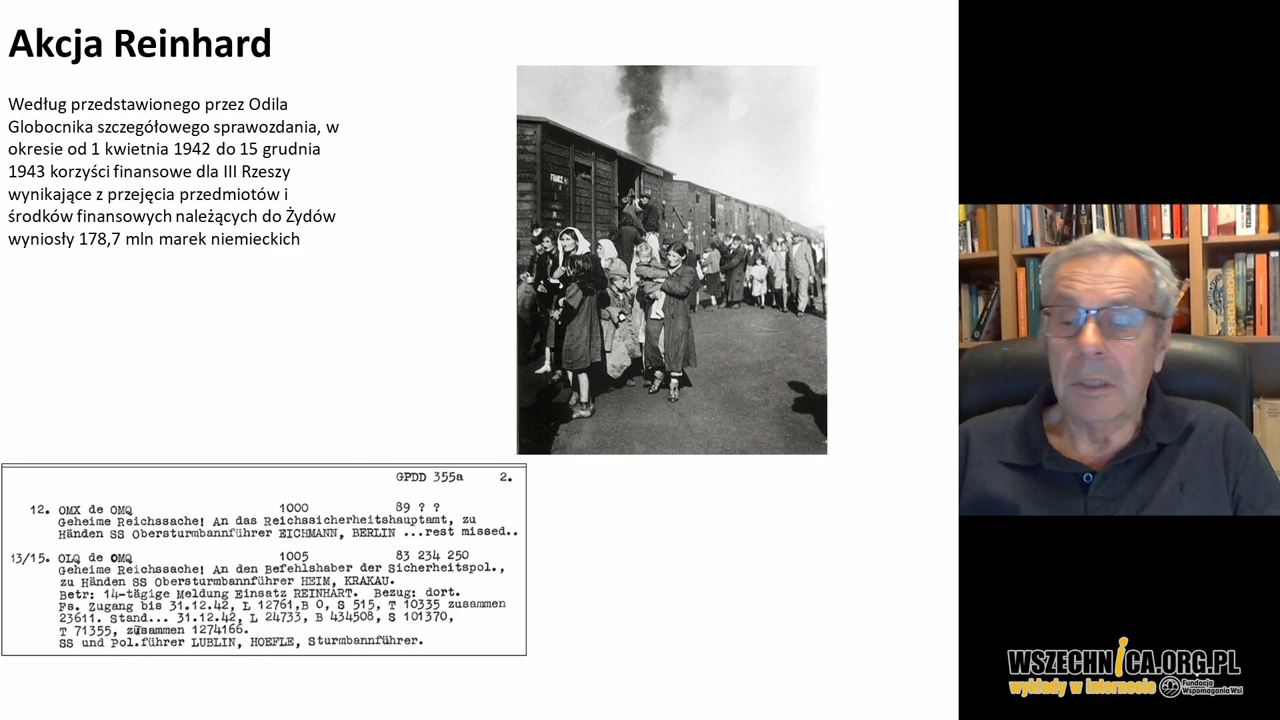 Akcja Reinhard
Według przedstawionego przez Odila
Globocnika szczegółowego sprawozdania, w
okresie od 1 kwietnia 1942 do 15 grudnia
1943 korzyści finansowe dla III Rzeszy
wynikające z przejęcia przedmiotów i
środków finansowych należących do Żydów
wyniosły 178,7 mln marek niemieckich
GPDD 355a 2.
12. OMX de OMQ 1000 89 ? ?
Geheime Reichssache! An das Reichssicherheitshauptamt, zu
Händen SS Obersturmbannführer EICHMANN, BERLIN ...rest missed..
13/15. OLQ de OMQ 1005 83 234 250
Geheime Reichssache! An den Befehlshaber der Sicherheitspol.,
zu Händen SS Obersturmbannführer HEIM, KRAKAU.
Betr: 14-tägige Meldung Einsatz REINHART. Bezug: dort.
Fs. Zugang bis 31.12.42, L 12761,B 0, S 515, T 10335 zusammen
23611. Stand... 31.12.42, L 24733, B 434508, S 101370,
T 71355, zusammen 1274166.
SS und Pol.führer LUBLIN, HOEFLE, Sturmbannführer.
WSZECHNICA.ORG.PL
wykłady w internecie Fundacja
Wspomagania Wsi